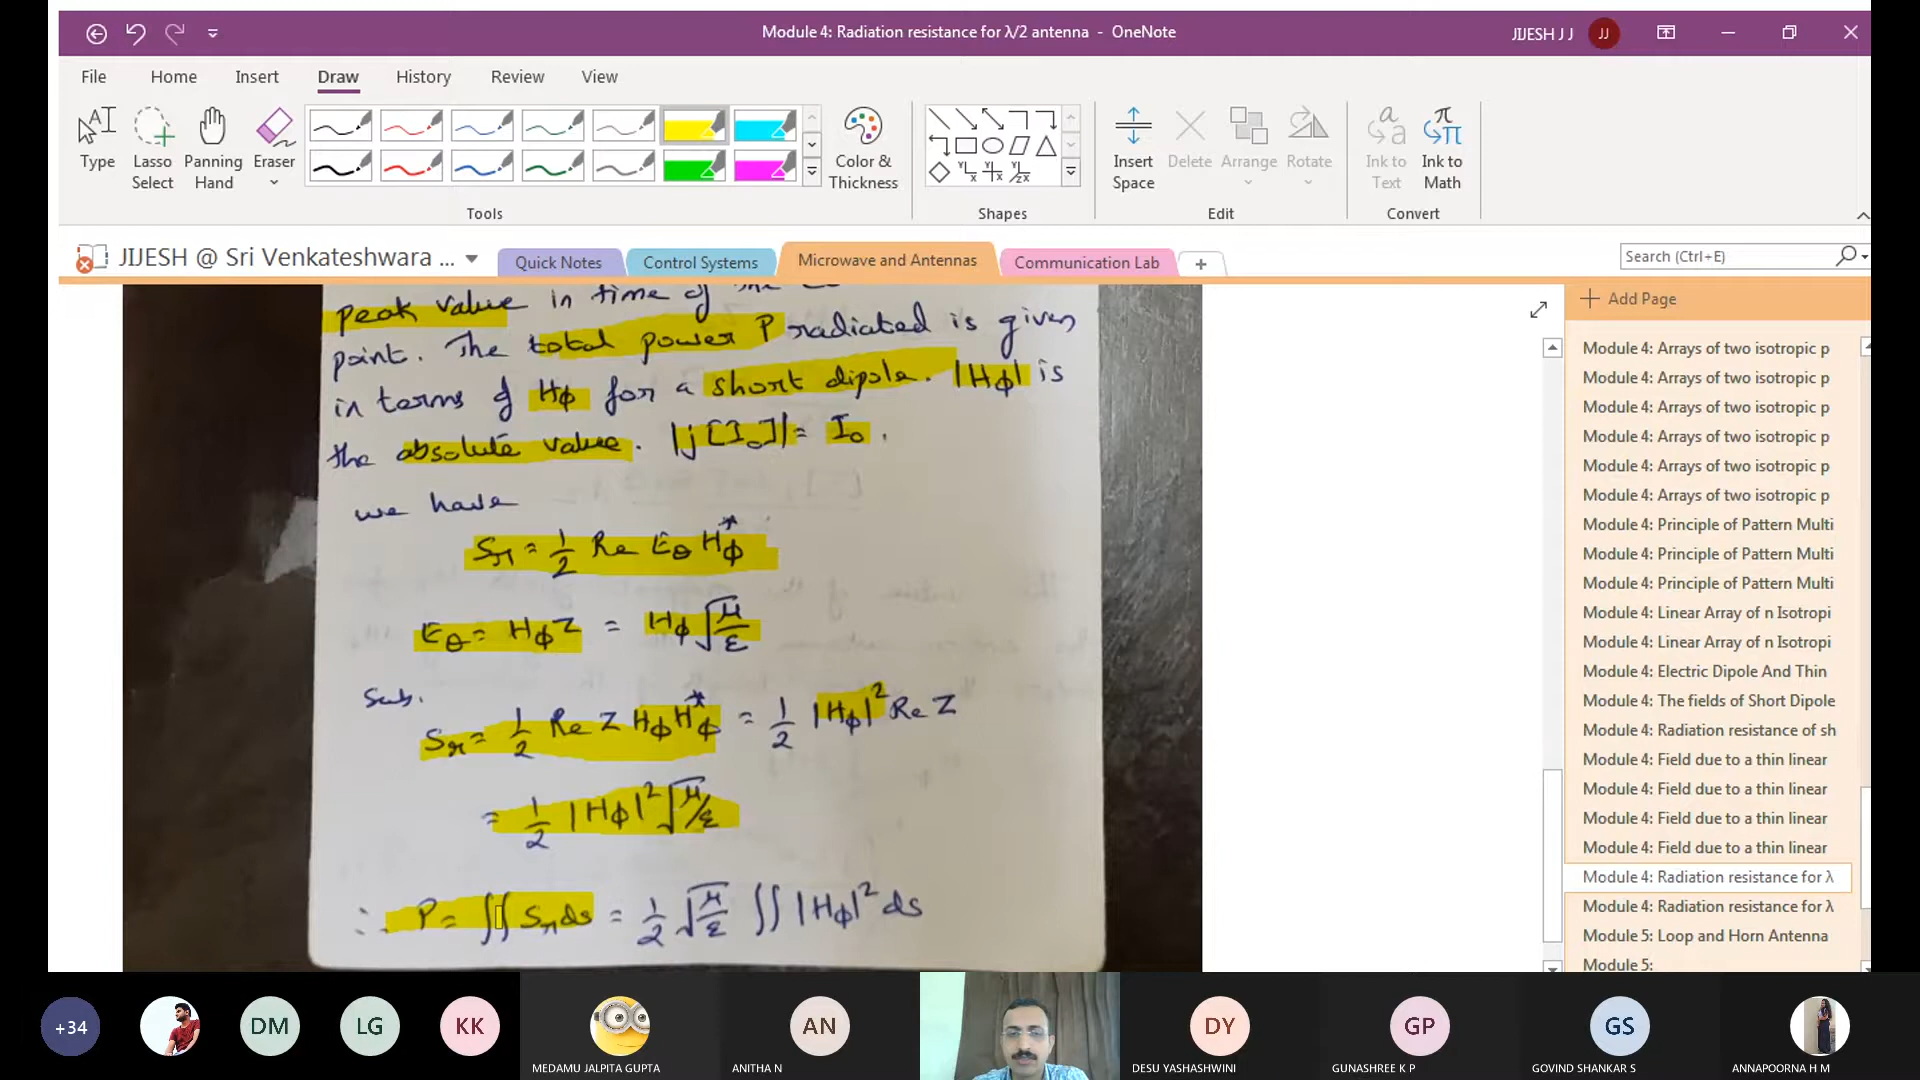 Module 4: Radiation resistance for λ/2 antenna - OneNote
JIJESH J J
JJ
File Home Insert Draw History Review View
Type
Lasso Select
Panning Hand
Eraser
Color & Thickness
Insert Space
Delete
Arrange
Rotate
Ink to Text
Ink to Math
Tools
Shapes
Edit
Convert
JIJESH @ Sri Venkateshwara ...
Quick Notes
Control Systems
Microwave and Antennas
Communication Lab
Search (Ctrl+E)
Add Page
Module 4: Arrays of two isotropic p
Module 4: Arrays of two isotropic p
Module 4: Arrays of two isotropic p
Module 4: Arrays of two isotropic p
Module 4: Arrays of two isotropic p
Module 4: Arrays of two isotropic p
Module 4: Principle of Pattern Multi
Module 4: Principle of Pattern Multi
Module 4: Principle of Pattern Multi
Module 4: Linear Array of n Isotropi
Module 4: Linear Array of n Isotropi
Module 4: Electric Dipole And Thin
Module 4: The fields of Short Dipole
Module 4: Radiation resistance of sh
Module 4: Field due to a thin linear
Module 4: Field due to a thin linear
Module 4: Field due to a thin linear
Module 4: Field due to a thin linear
Module 4: Radiation resistance for λ
Module 4: Radiation resistance for λ
Module 5: Loop and Horn Antenna
Module 5:
peak value in time of the
point. The total power P radiated is given
in terms of Hϕ for a short dipole. |Hϕ| is
the absolute value. |j[I₀]| = I₀.
we have
Sr = 1/2 Re Eθ Hϕ*
Eθ = Hϕ Z = Hϕ √(μ/ε)
Sub.
Sr = 1/2 Re Z Hϕ Hϕ* = 1/2 |Hϕ|² Re Z
= 1/2 |Hϕ|² √(μ/ε)
∴ P = ∬ Sr ds = 1/2 √(μ/ε) ∬ |Hϕ|² ds
+34
DM
LG
KK
MEDAMU JALPITA GUPTA
AN
ANITHA N
DY
DESU YASHASHWINI
GP
GUNASHREE K P
GS
GOVIND SHANKAR S
ANNAPOORNA H M